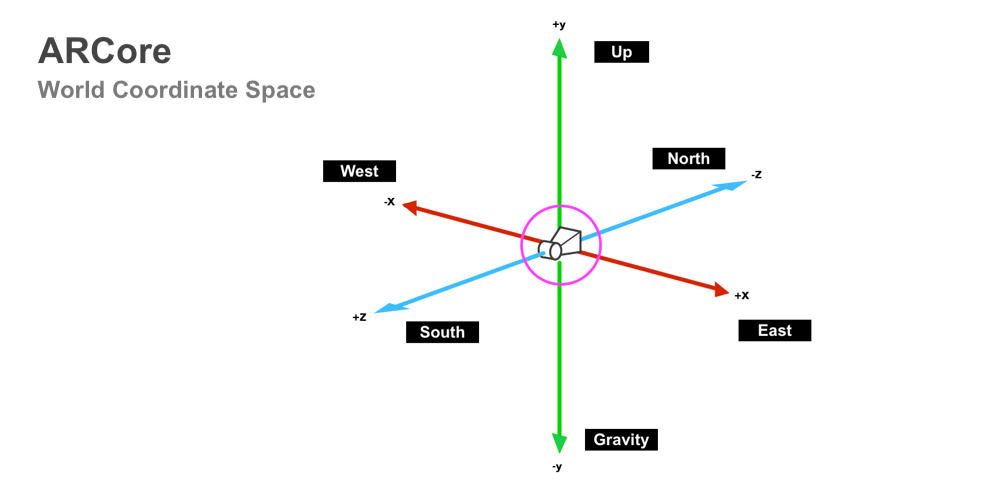 ARCore
World Coordinate Space
+y
Up
North
-Z
West
-X
+X
East
+Z
South
Gravity
-y